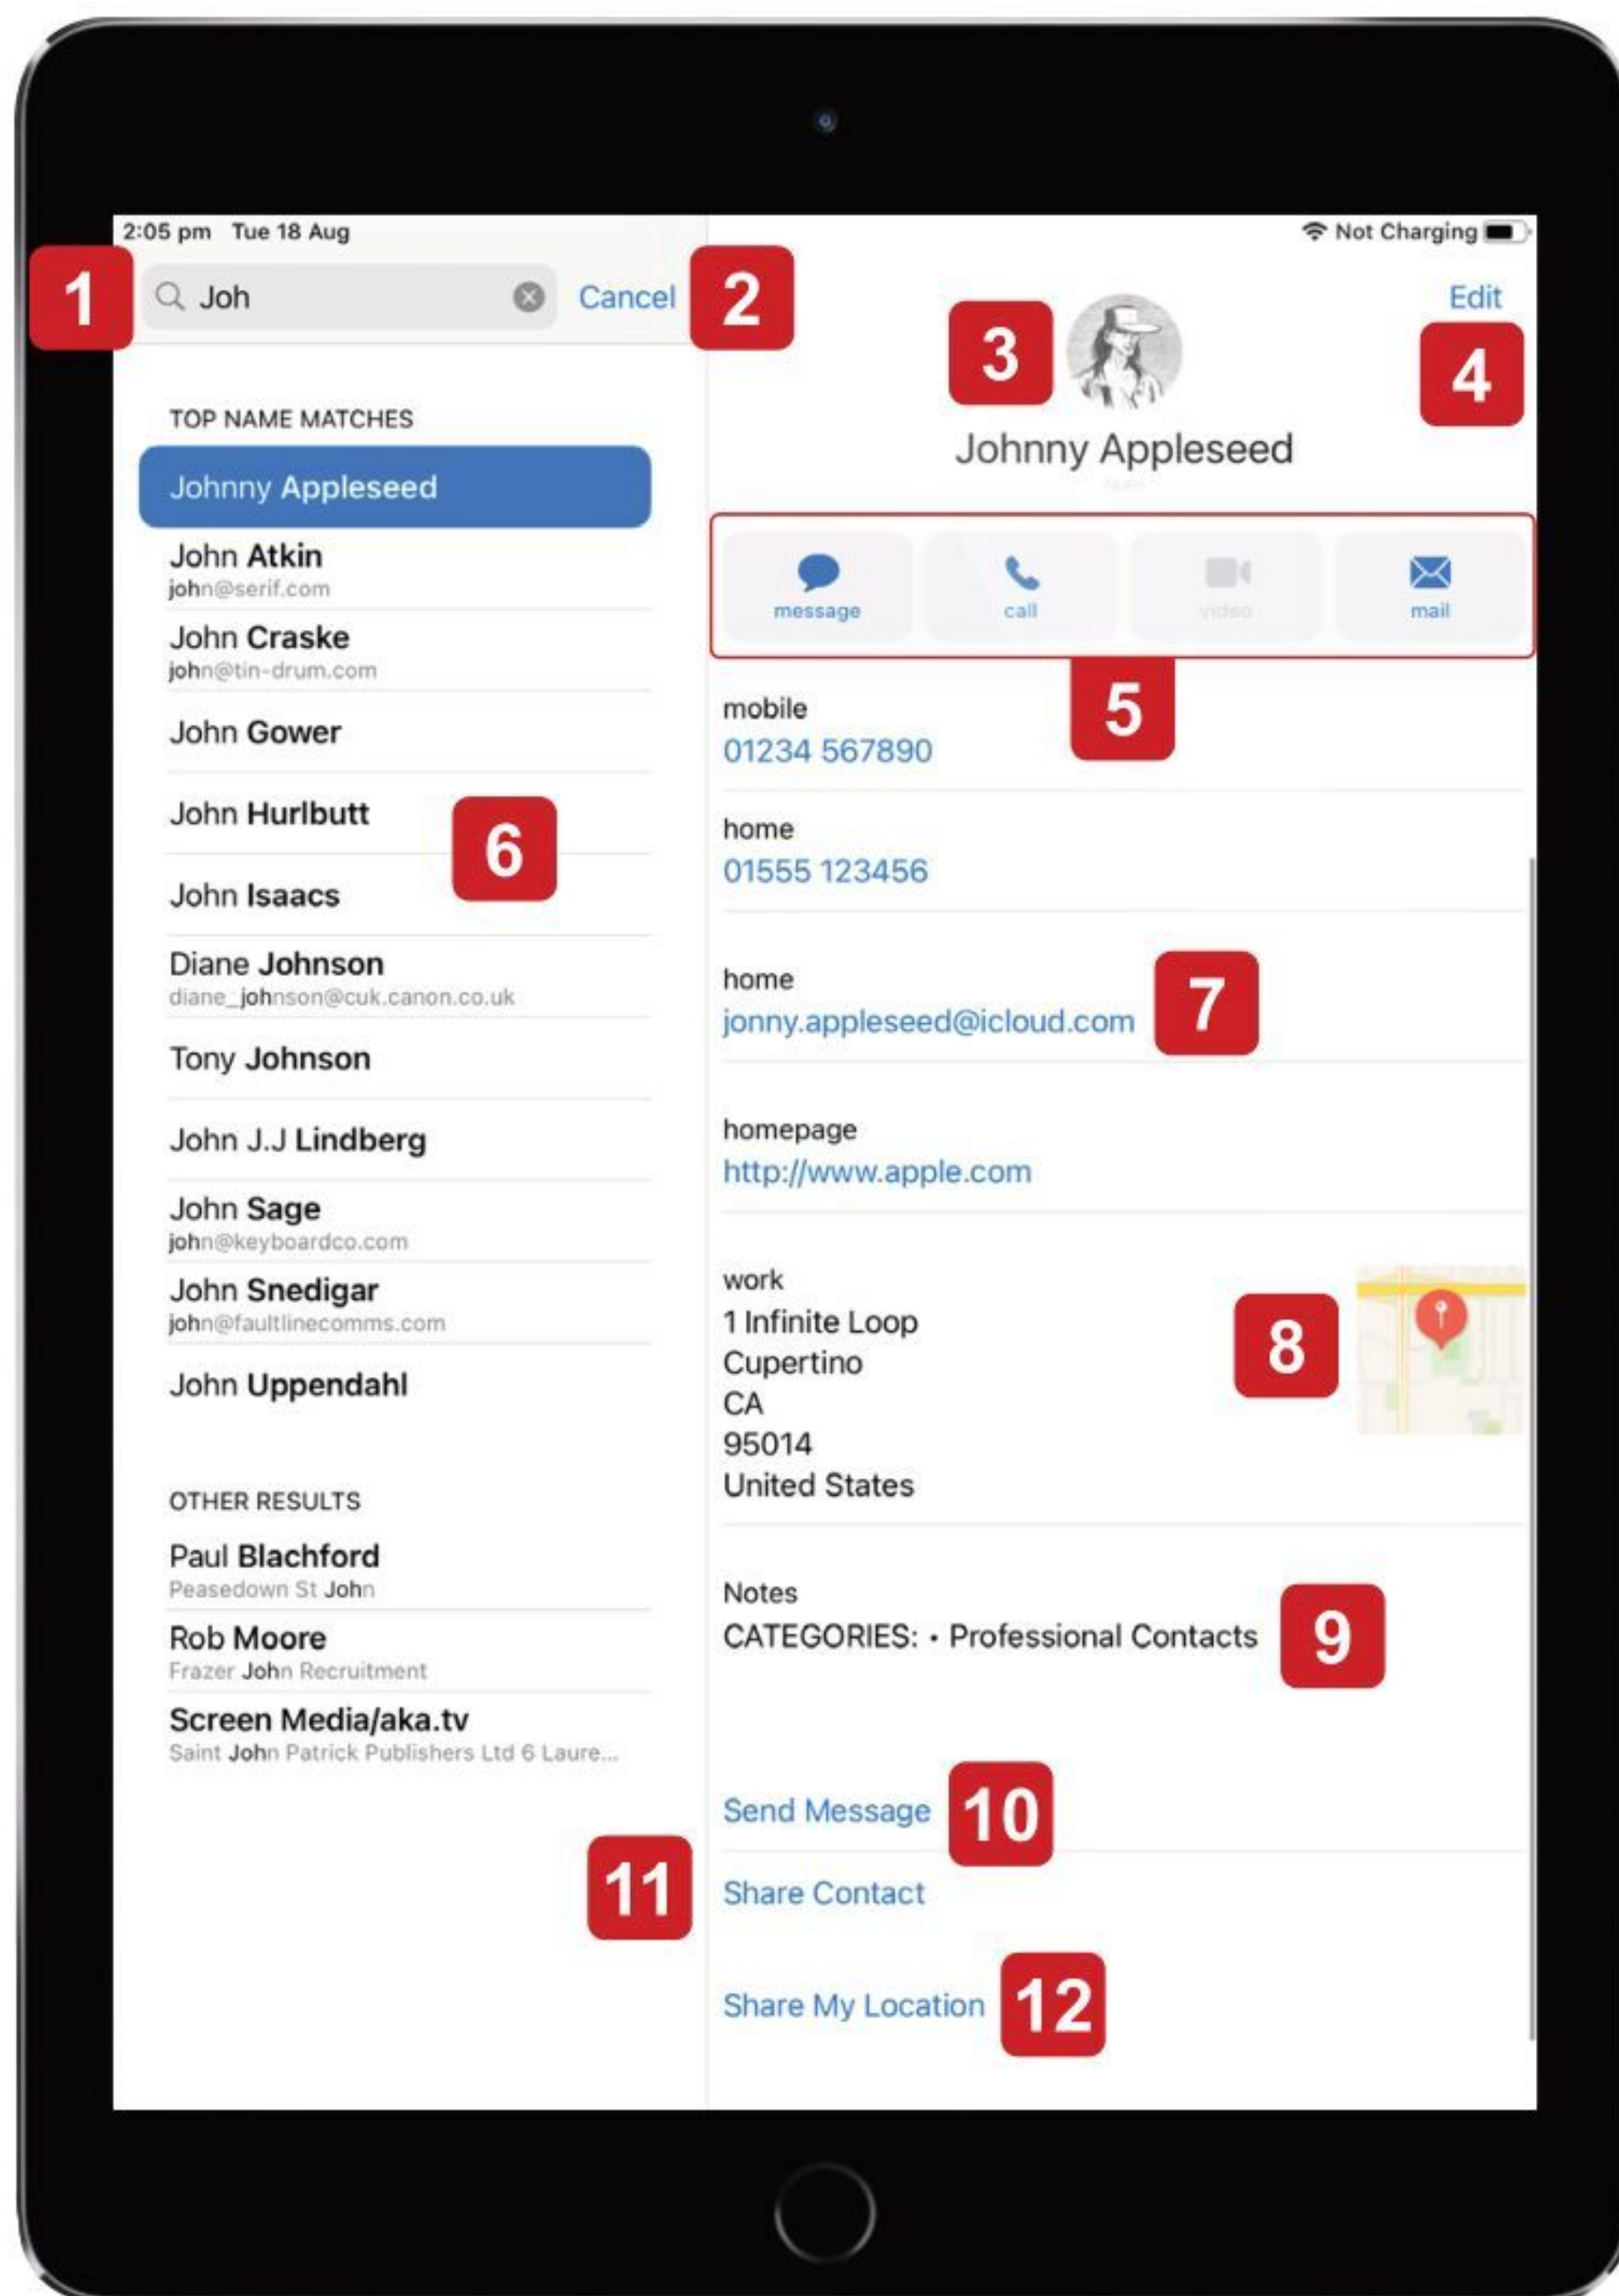 2:05 pm Tue 18 Aug
Not Charging
1
Joh
Cancel
2
3
Edit
4
TOP NAME MATCHES
Johnny Appleseed
John Atkin
john@serif.com
John Craske
john@tin-drum.com
John Gower
John Hurlbutt
6
John Isaacs
Diane Johnson
diane_johnson@cuk.canon.co.uk
Tony Johnson
John J.J Lindberg
John Sage
john@keyboardco.com
John Snedigar
john@faultlinecomms.com
John Uppendahl
OTHER RESULTS
Paul Blachford
Peasedown St John
Rob Moore
Frazer John Recruitment
Screen Media/aka.tv
Saint John Patrick Publishers Ltd 6 Laure...
Johnny Appleseed
message call video mail
5
mobile
01234 567890
home
01555 123456
home
jonny.appleseed@icloud.com
7
homepage
http://www.apple.com
work
1 Infinite Loop
Cupertino
CA
95014
United States
8
Notes
CATEGORIES: • Professional Contacts
9
Send Message
10
11
Share Contact
Share My Location
12